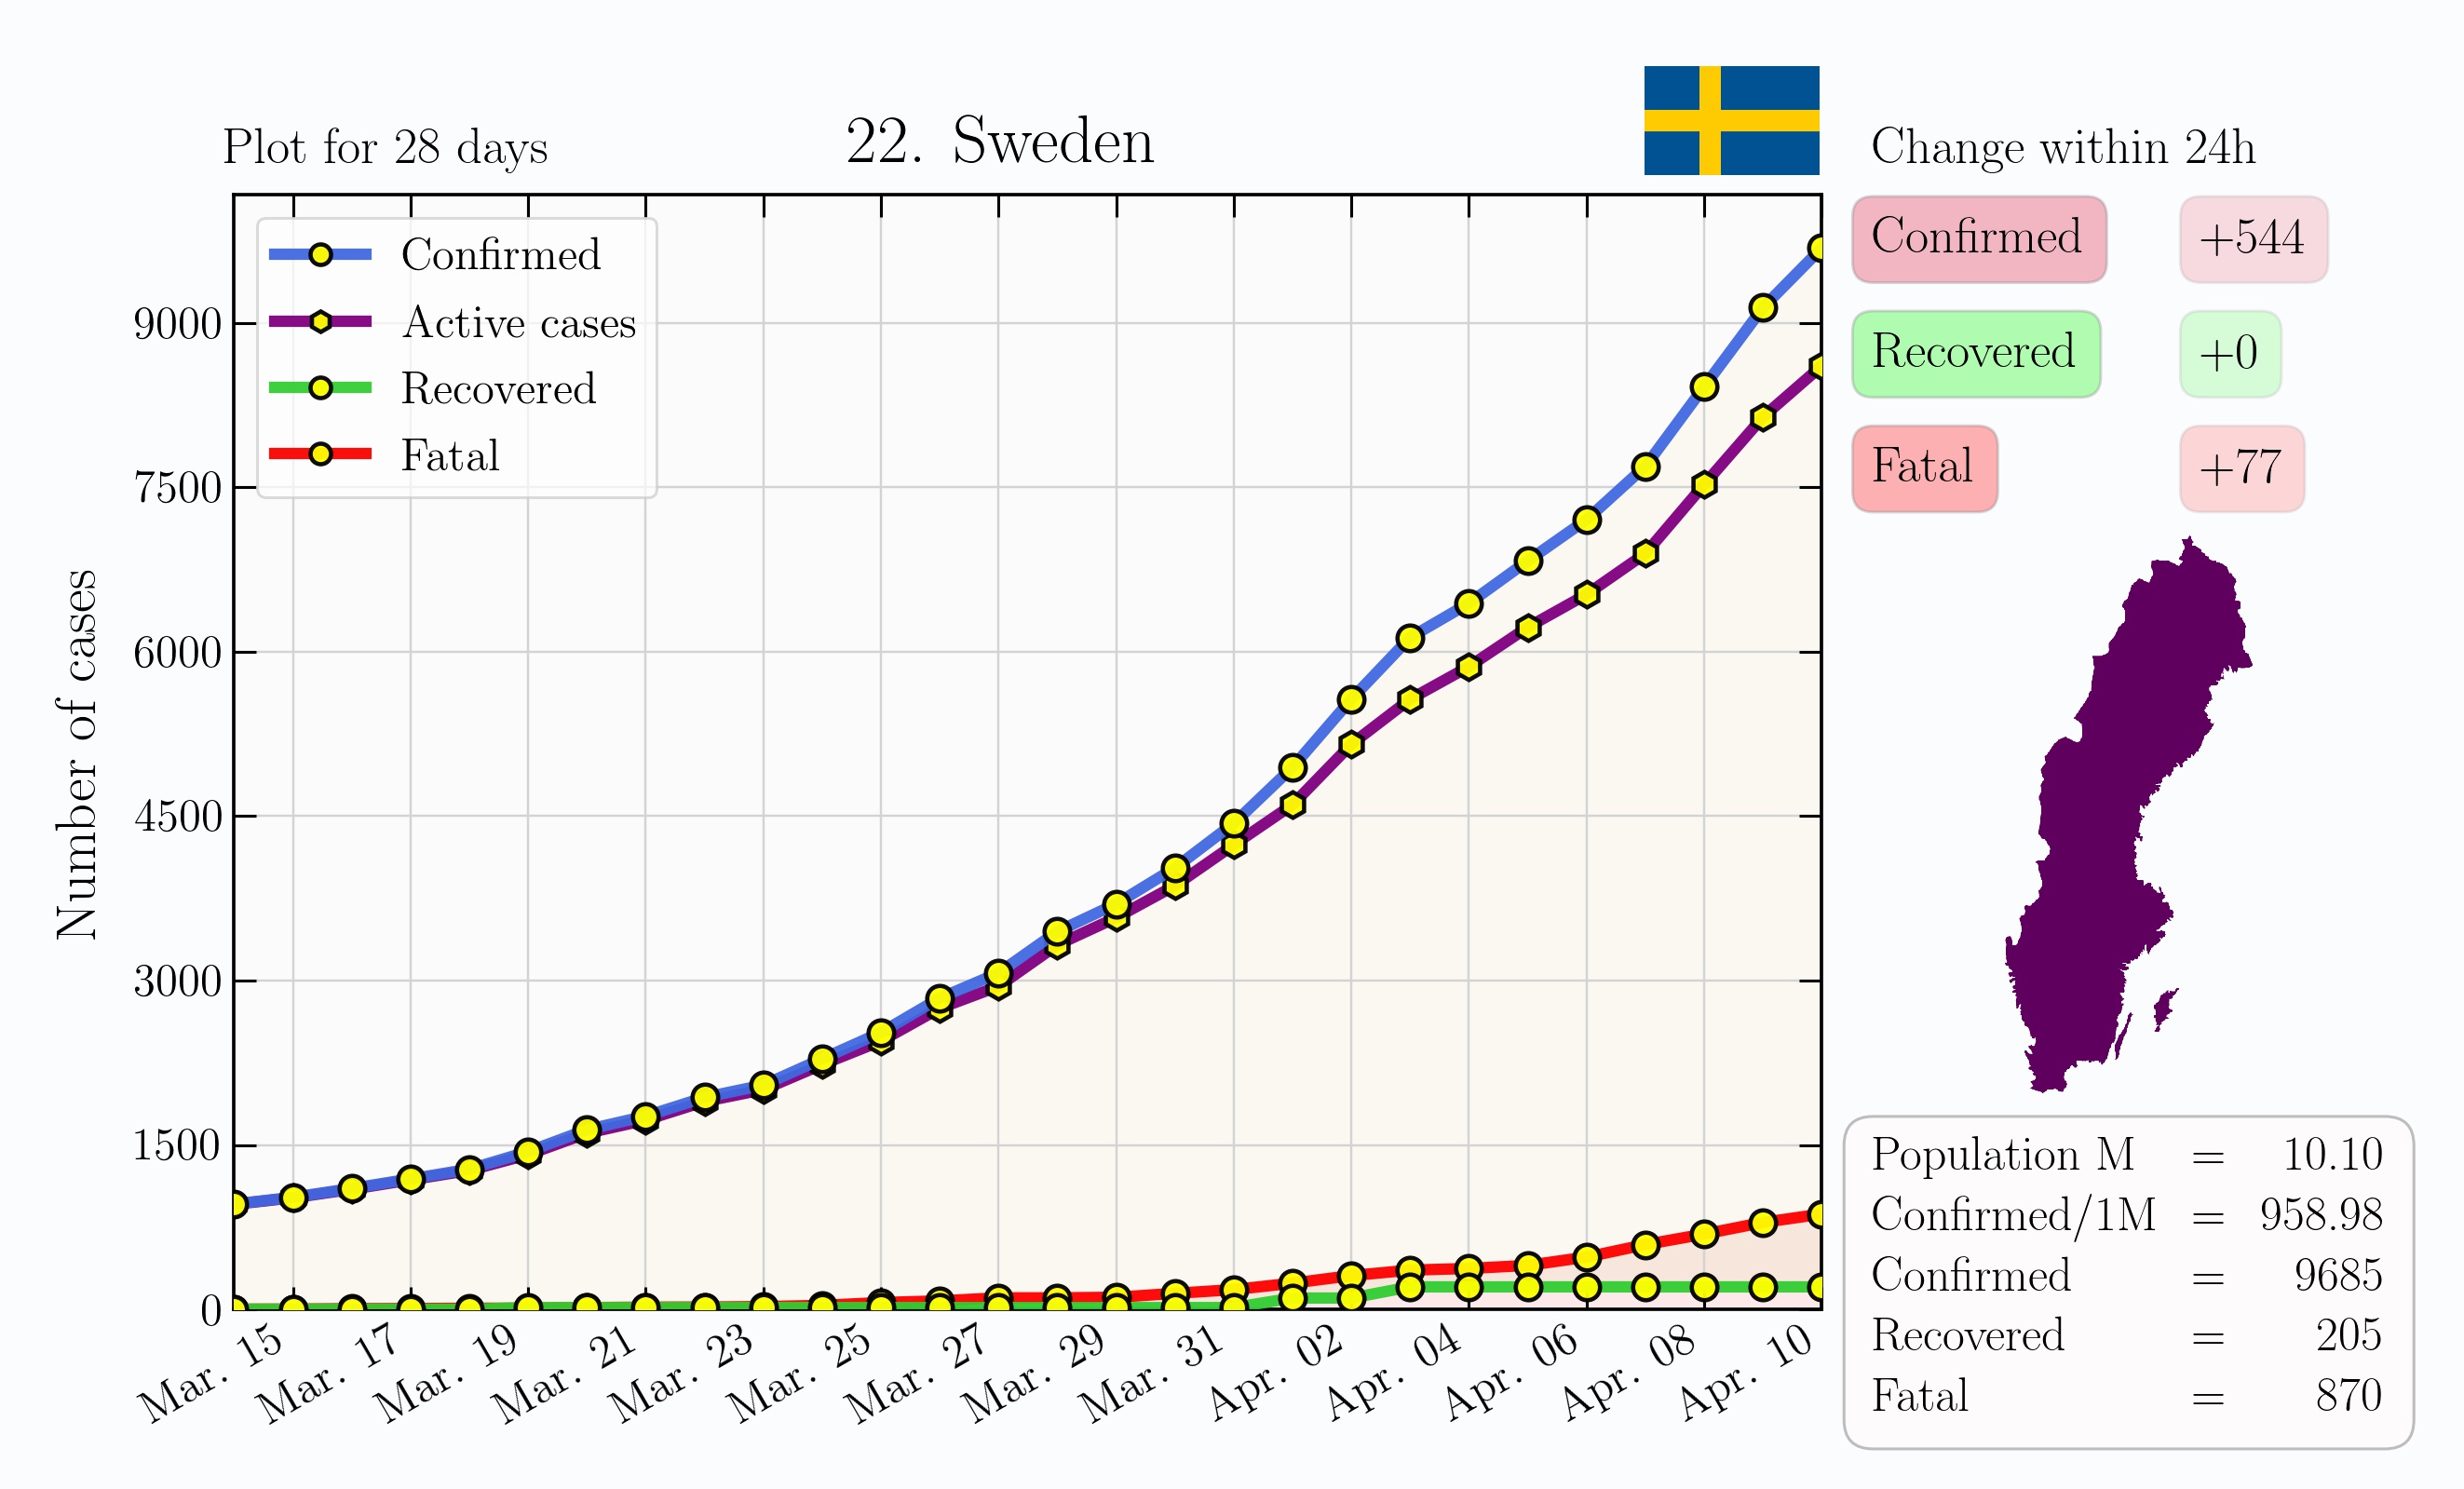 Plot for 28 days
22. Sweden
Change within 24h
Confirmed +544
Recovered +0
Fatal +77
Confirmed
Active cases
Recovered
Fatal
Number of cases
9000
7500
6000
4500
3000
1500
0
Mar. 15
Mar. 17
Mar. 19
Mar. 21
Mar. 23
Mar. 25
Mar. 27
Mar. 29
Mar. 31
Apr. 02
Apr. 04
Apr. 06
Apr. 08
Apr. 10
Population M = 10.10
Confirmed/1M = 958.98
Confirmed = 9685
Recovered = 205
Fatal = 870